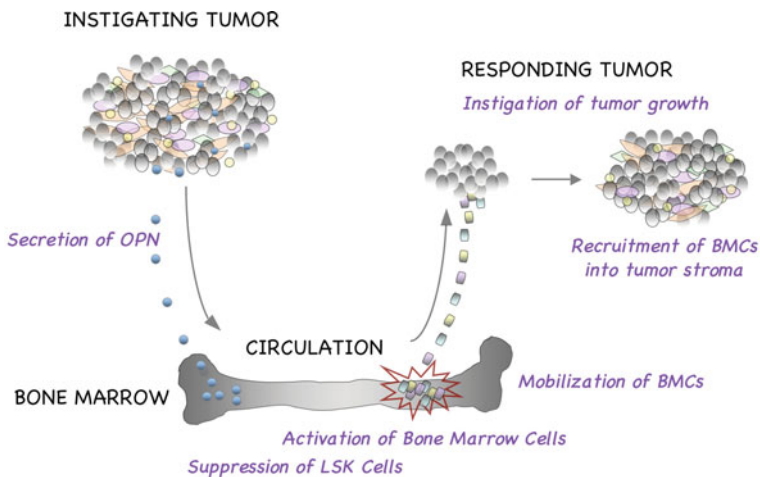 INSTIGATING TUMOR
RESPONDING TUMOR
Instigation of tumor growth
Secretion of OPN
Recruitment of BMCs
into tumor stroma
CIRCULATION
BONE MARROW
Mobilization of BMCs
Activation of Bone Marrow Cells
Suppression of LSK Cells